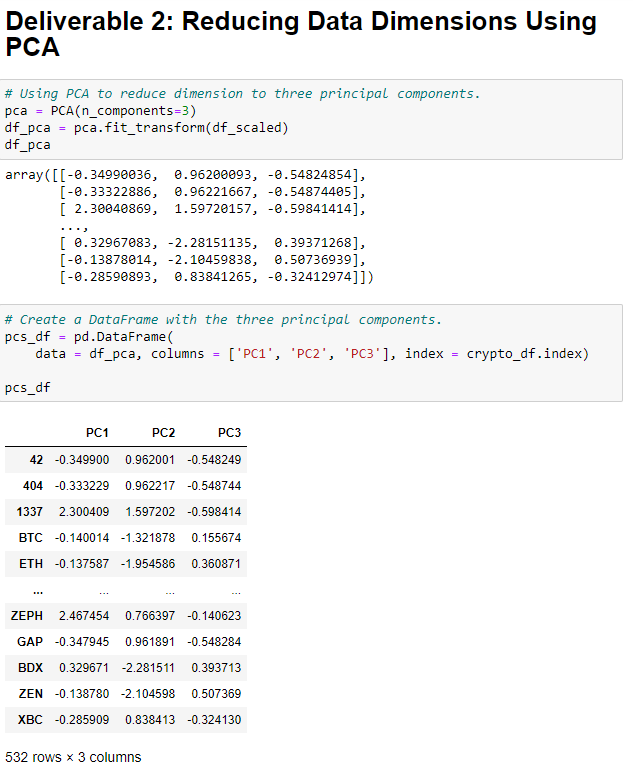 Deliverable 2: Reducing Data Dimensions Using
PCA
# Using PCA to reduce dimension to three principal components.
pca = PCA(n_components=3)
df_pca = pca.fit_transform(df_scaled)
df_pca
array([[-0.34990036,  0.96200093, -0.54824854],
       [-0.33322886,  0.96221667, -0.54874405],
       [ 2.30040869,  1.59720157, -0.59841414],
       ...,
       [ 0.32967083, -2.28151135,  0.39371268],
       [-0.13878014, -2.10459838,  0.50736939],
       [-0.28590893,  0.83841265, -0.32412974]])
# Create a DataFrame with the three principal components.
pcs_df = pd.DataFrame(
    data = df_pca, columns = ['PC1', 'PC2', 'PC3'], index = crypto_df.index)
pcs_df
PC1 PC2 PC3
42 -0.349900 0.962001 -0.548249
404 -0.333229 0.962217 -0.548744
1337 2.300409 1.597202 -0.598414
BTC -0.140014 -1.321878 0.155674
ETH -0.137587 -1.954586 0.360871
... ... ... ...
ZEPH 2.467454 0.766397 -0.140623
GAP -0.347945 0.961891 -0.548284
BDX 0.329671 -2.281511 0.393713
ZEN -0.138780 -2.104598 0.507369
XBC -0.285909 0.838413 -0.324130
532 rows × 3 columns